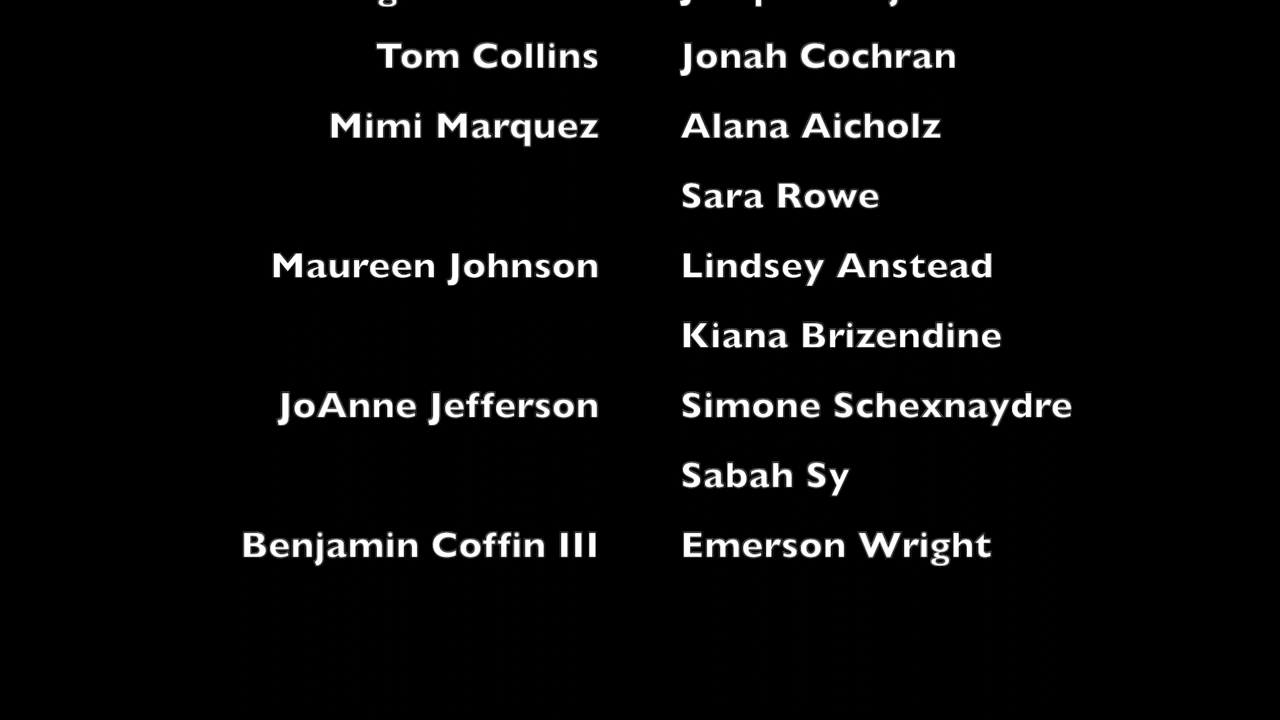 Tom Collins Jonah Cochran
Mimi Marquez Alana Aicholz
Sara Rowe
Maureen Johnson Lindsey Anstead
Kiana Brizendine
JoAnne Jefferson Simone Schexnaydre
Sabah Sy
Benjamin Coffin III Emerson Wright